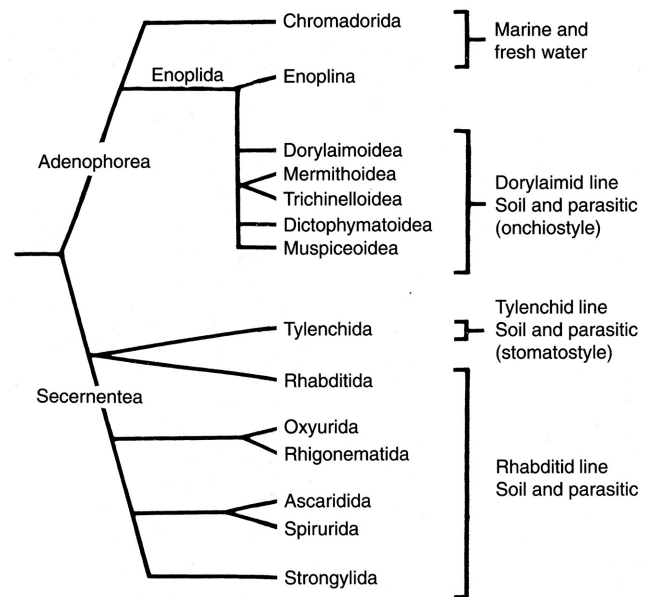 Chromadorida
Marine and
fresh water
Enoplida
Enoplina
Adenophorea
Dorylaimoidea
Mermithoidea
Trichinelloidea
Dictophymatoidea
Muspiceoidea
Dorylaimid line
Soil and parasitic
(onchiostyle)
Tylenchida
Tylenchid line
Soil and parasitic
(stomatostyle)
Rhabditida
Secernentea
Oxyurida
Rhigonematida
Ascaridida
Spirurida
Strongylida
Rhabditid line
Soil and parasitic